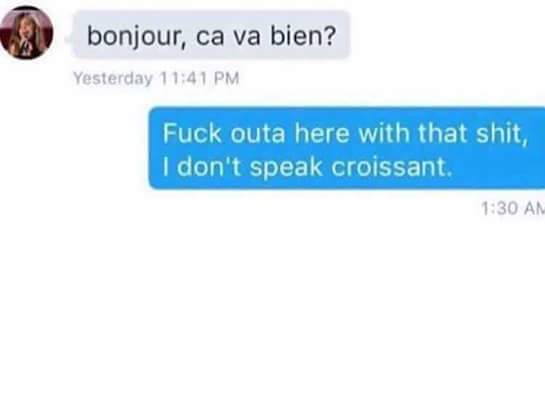 bonjour, ca va bien?
Yesterday 11:41 PM
Fuck outa here with that shit,
I don't speak croissant.
1:30 AM